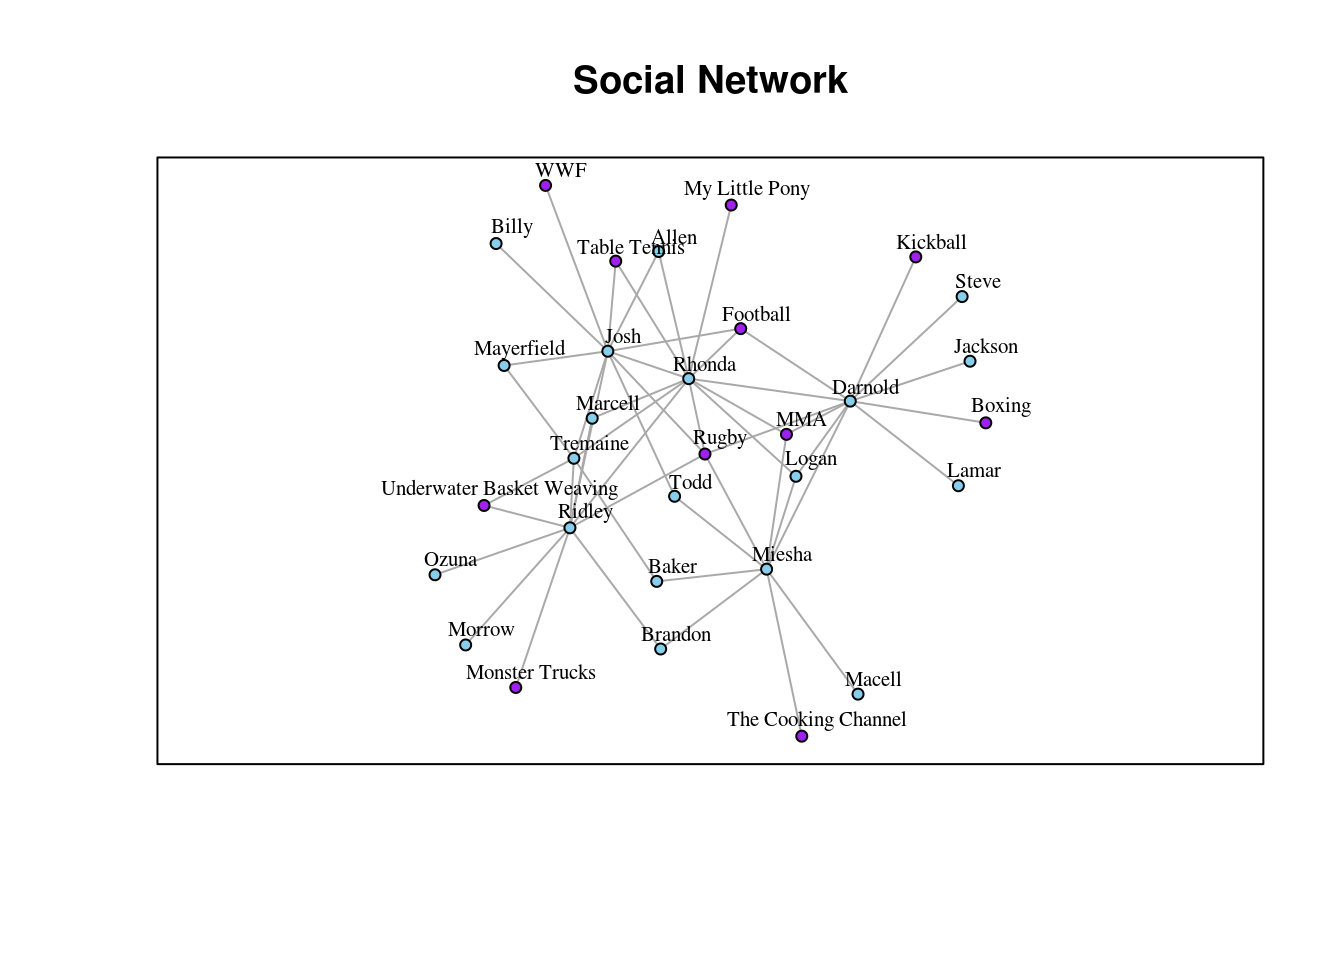 Social Network
WWF
My Little Pony
Billy
Allen
Table Tennis
Kickball
Steve
Football
Josh
Mayerfield
Jackson
Rhonda
Darnold
Marcell
Boxing
MMA
Rugby
Tremaine
Logan
Lamar
Todd
Underwater Basket Weaving
Ridley
Miesha
Ozuna
Baker
Morrow
Brandon
Monster Trucks
Macell
The Cooking Channel